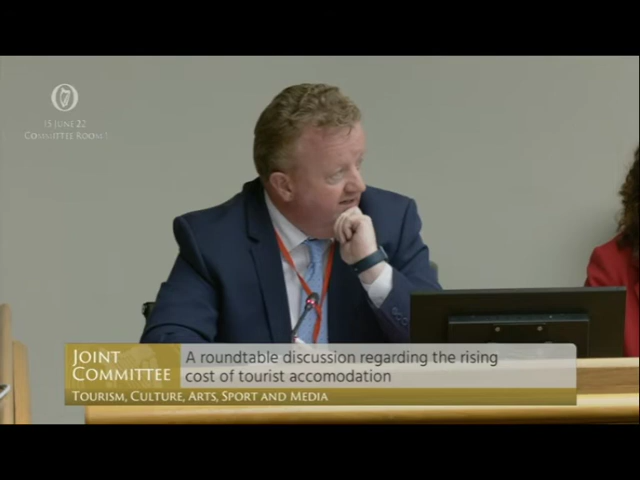 15 June 22
Committee Room 1
Joint
Committee
A roundtable discussion regarding the rising
cost of tourist accomodation
Tourism, Culture, Arts, Sport and Media